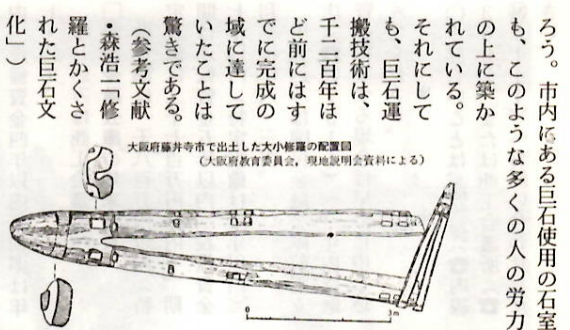 ろう。市内にある巨石使用の石室
も、このような多くの人の労力
の上に築か
れている。
それにして
も、巨石運
搬技術は、
千二百年ほ
ど前にはす
でに完成の
域に達して
いたことは
驚きである。
（参考文献
・森浩一「修
羅とかくさ
れた巨石文
化」）
大阪府藤井寺市で出土した大小修羅の配置図
（大阪府教育委員会，現地説明会資料による）
0 3m